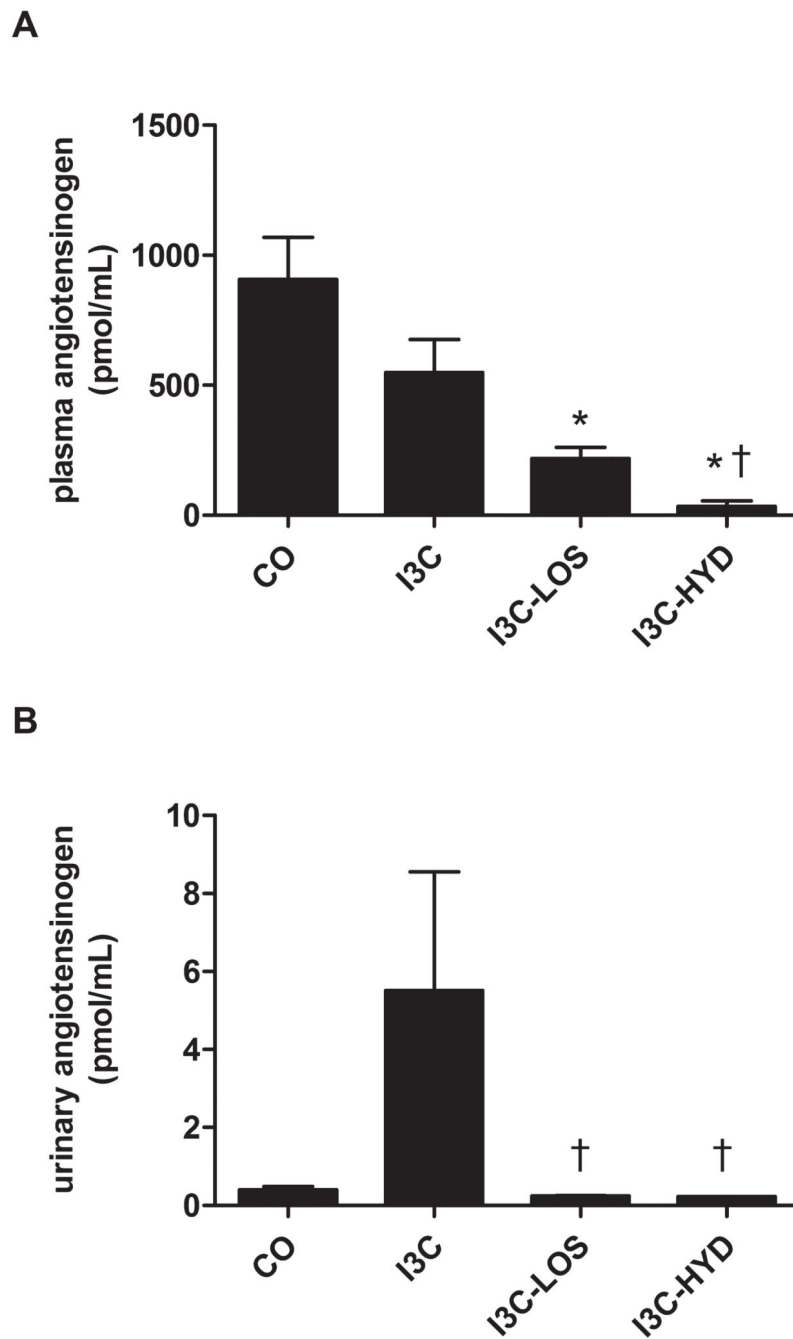 A
plasma angiotensinogen
(pmol/mL)
1500
1000
500
0
*
* †
CO
I3C
I3C-LOS
I3C-HYD
B
urinary angiotensinogen
(pmol/mL)
10
8
6
4
2
0
†
†
CO
I3C
I3C-LOS
I3C-HYD